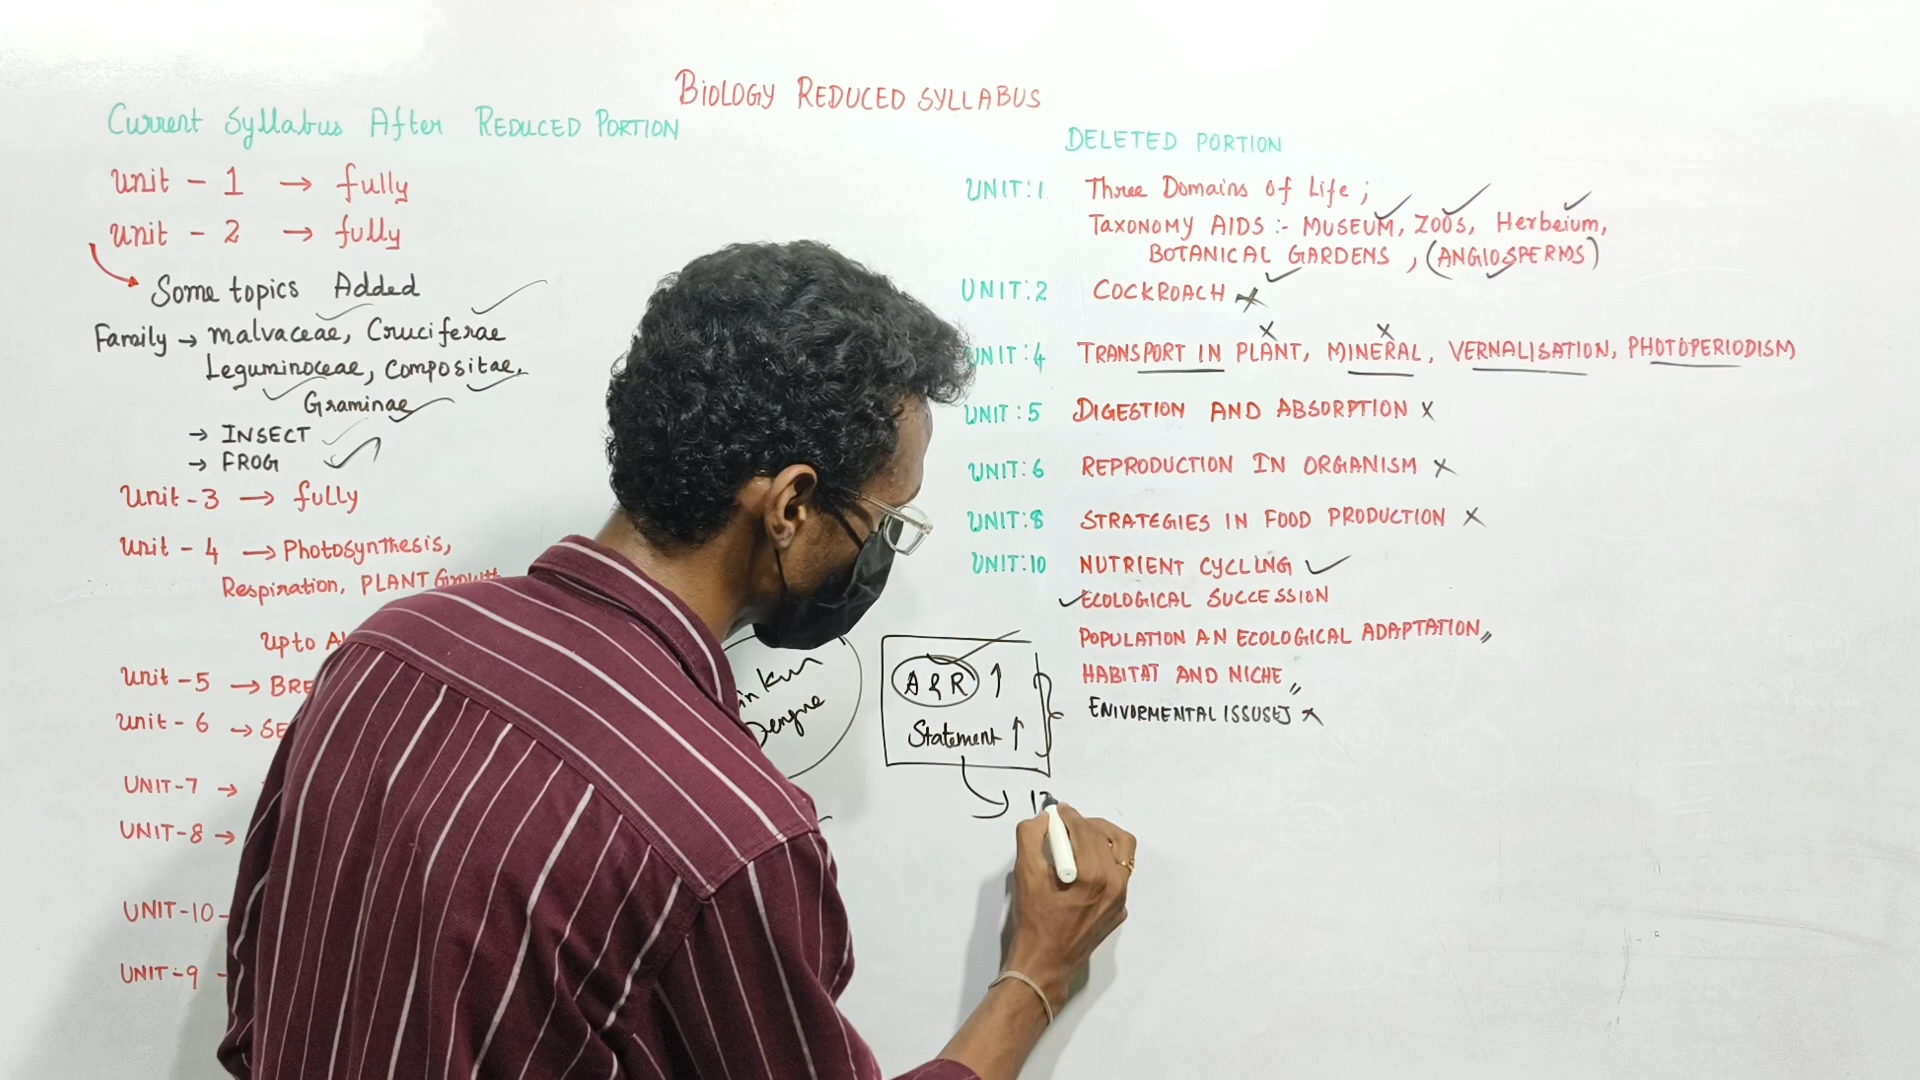 BIOLOGY REDUCED SYLLABUS
Current Syllabus After REDUCED PORTION
unit - 1 → fully
unit - 2 → fully
Some topics Added
Family → malvaceae, Cruciferae
Leguminoceae, compositae,
Graminae
→ INSECT
→ FROG
Unit-3 → fully
Unit - 4 → Photosynthesis,
Respiration, PLANT Growth
Upto
Unit -5 →
Unit - 6 →
UNIT-7 →
UNIT-8 →
UNIT-10-
UNIT-9 -
Dengue
A & R ↑
Statement ↑
DELETED PORTION
UNIT:1 Three Domains of Life ;
TAXONOMY AIDS :- MUSEUM, ZOOS, Herbeium,
BOTANICAL GARDENS , (ANGIOSPERMS)
UNIT:2 COCKROACH
UNIT:4 TRANSPORT IN PLANT, MINERAL, VERNALISATION, PHOTOPERIODISM
UNIT:5 DIGESTION AND ABSORPTION x
UNIT:6 REPRODUCTION IN ORGANISM x
UNIT:8 STRATEGIES IN FOOD PRODUCTION x
UNIT:10 NUTRIENT CYCLING
ECOLOGICAL SUCCESSION
POPULATION AN ECOLOGICAL ADAPTATION,,
HABITAT AND NICHE,,
ENIVORMENTAL ISSUSES x